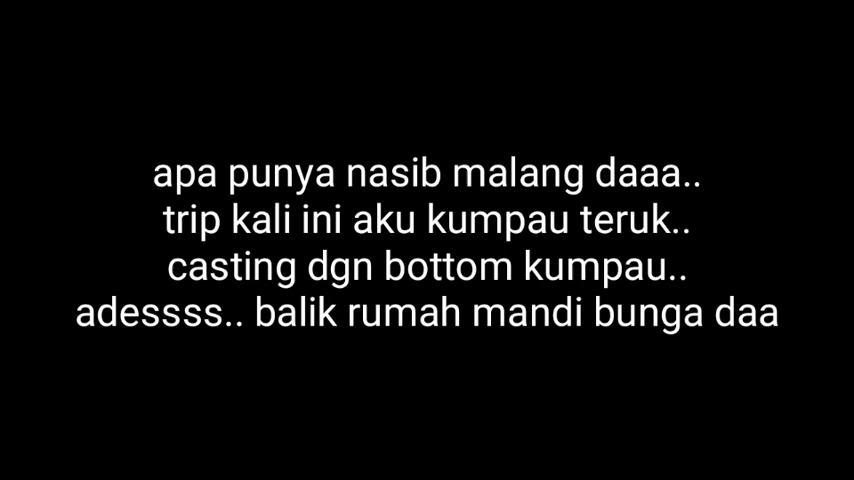 apa punya nasib malang daaa..
trip kali ini aku kumpau teruk..
casting dgn bottom kumpau..
adessss.. balik rumah mandi bunga daa